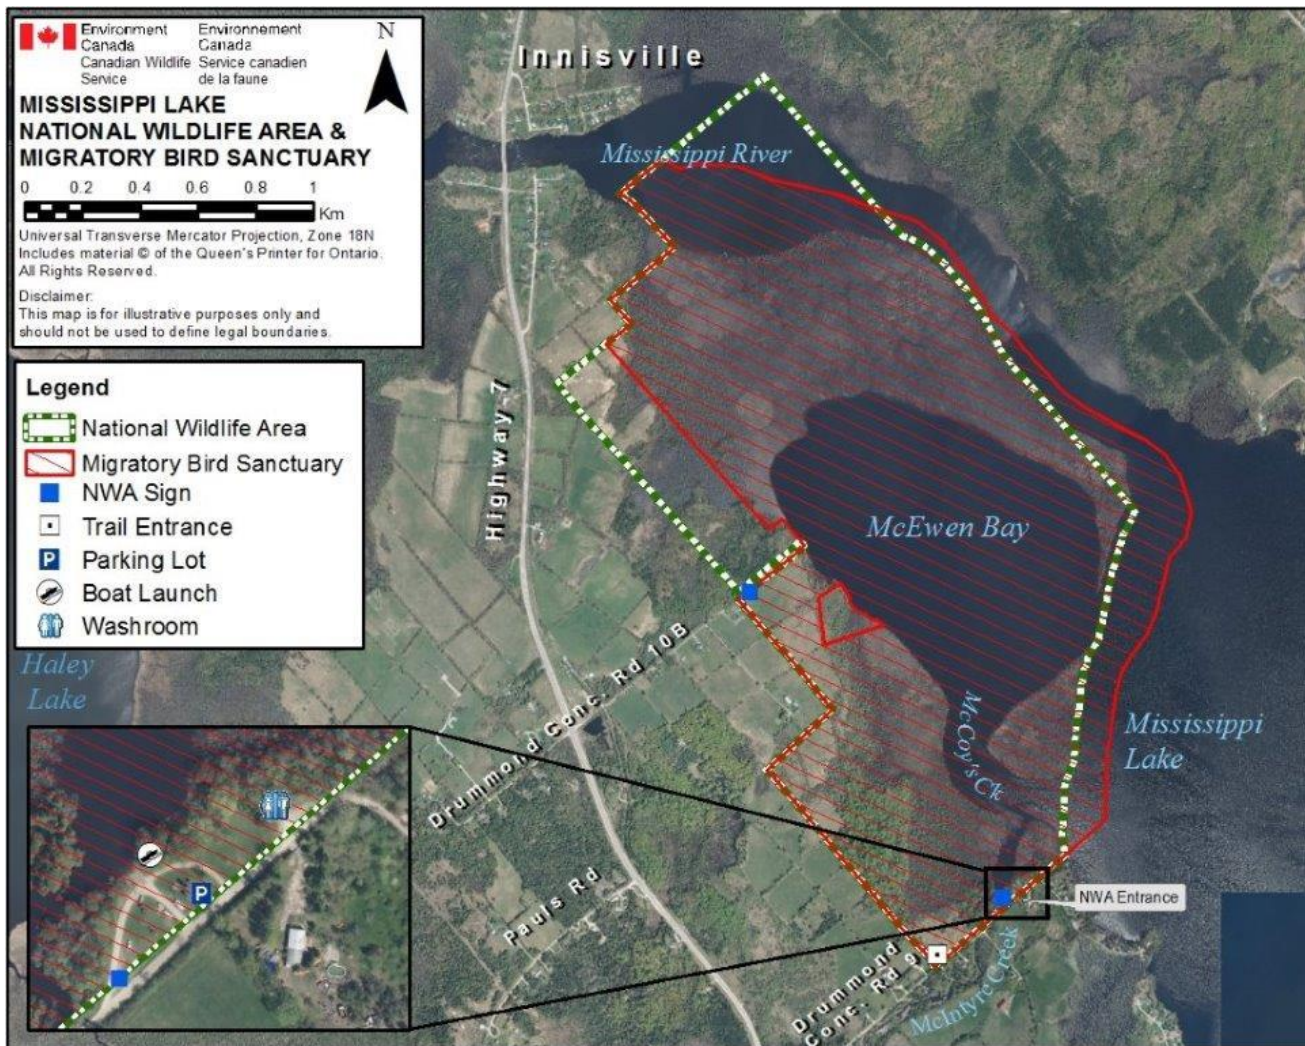 Environment
Canada
Canadian Wildlife
Service
Environnement
Canada
Service canadien
de la faune
N
MISSISSIPPI LAKE
NATIONAL WILDLIFE AREA &
MIGRATORY BIRD SANCTUARY
0 0.2 0.4 0.6 0.8 1
Km
Universal Transverse Mercator Projection, Zone 18N
Includes material © of the Queen's Printer for Ontario.
All Rights Reserved.
Disclaimer:
This map is for illustrative purposes only and
should not be used to define legal boundaries.
Legend
National Wildlife Area
Migratory Bird Sanctuary
NWA Sign
Trail Entrance
P Parking Lot
Boat Launch
Washroom
Innisville
Mississippi River
Highway 7
McEwen Bay
Drummond Conc. Rd 10B
Haley
Lake
McCoy's Ck
Mississippi
Lake
Pauls Rd
P
NWA Entrance
Drummond
Conc. Rd 9
McIntyre Creek